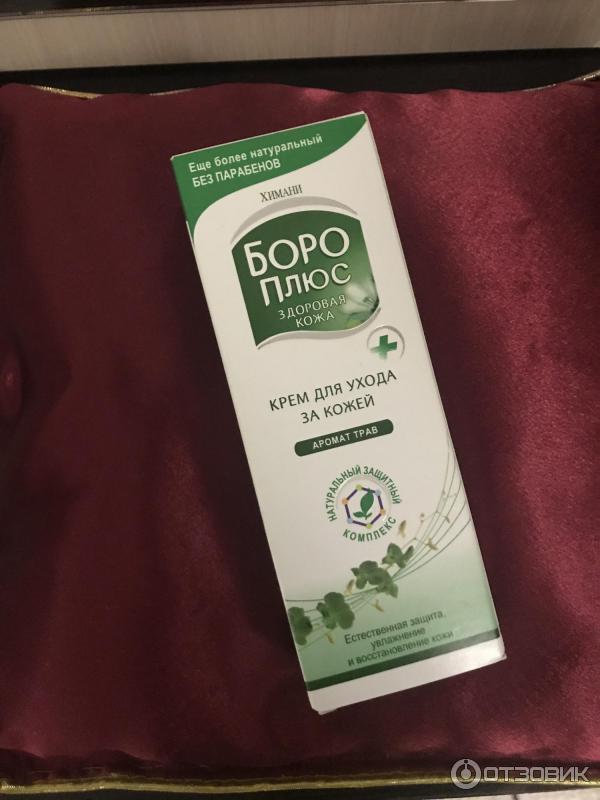 Еще более натуральный
БЕЗ ПАРАБЕНОВ
ХИМАНИ
БОРО
ПЛЮС
ЗДОРОВАЯ
КОЖА
КРЕМ ДЛЯ УХОДА
ЗА КОЖЕЙ
АРОМАТ ТРАВ
НАТУРАЛЬНЫЙ ЗАЩИТНЫЙ
КОМПЛЕКС
Естественная защита,
увлажнение
и восстановление кожи
ОТЗОВИК